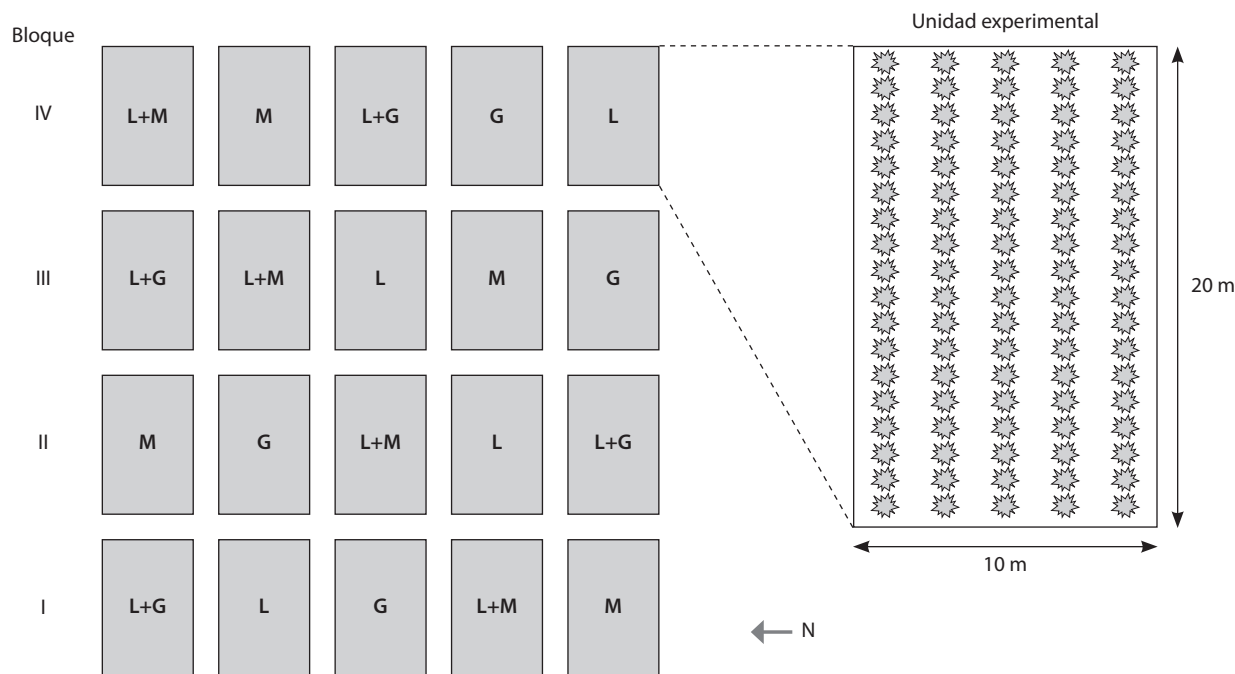 Unidad experimental
Bloque
IV L+M M L+G G L
III L+G L+M L M G
20 m
II M G L+M L L+G
10 m
I L+G L G L+M M
N